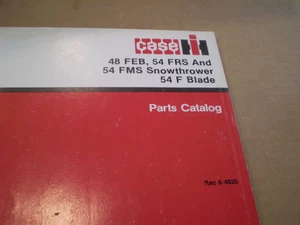 case IH
48 FEB, 54 FRS And
54 FMS Snowthrower
54 F Blade
Parts Catalog